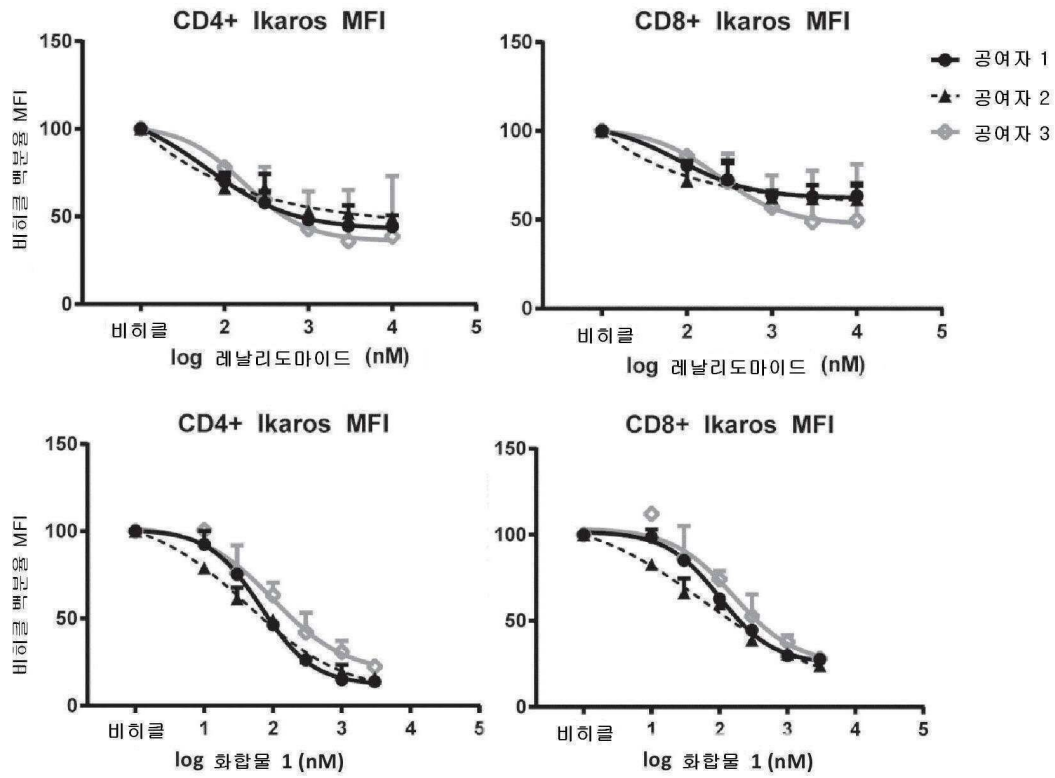 CD4+ Ikaros MFI
비히클 백분율 MFI
150
100
50
0
비히클 2 3 4 5
log 레날리도마이드 (nM)
CD8+ Ikaros MFI
150
100
50
0
비히클 2 3 4 5
log 레날리도마이드 (nM)
공여자 1
공여자 2
공여자 3
CD4+ Ikaros MFI
비히클 백분율 MFI
150
100
50
0
비히클 1 2 3 4 5
log 화합물 1 (nM)
CD8+ Ikaros MFI
150
100
50
0
비히클 1 2 3 4 5
log 화합물 1 (nM)